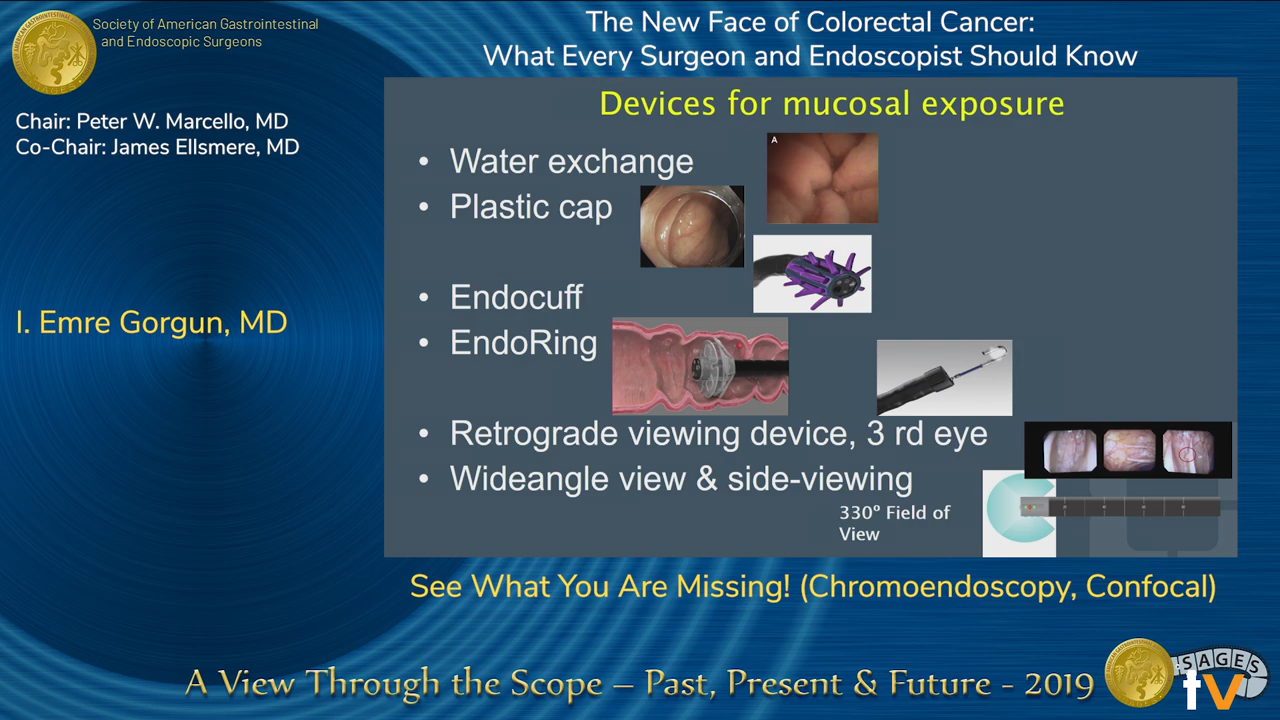 Society of American Gastrointestinal
and Endoscopic Surgeons
The New Face of Colorectal Cancer:
What Every Surgeon and Endoscopist Should Know
Chair: Peter W. Marcello, MD
Co-Chair: James Ellsmere, MD
I. Emre Gorgun, MD
Devices for mucosal exposure
• Water exchange
A
• Plastic cap
• Endocuff
• EndoRing
• Retrograde viewing device, 3 rd eye
• Wideangle view & side-viewing
330º Field of
View
See What You Are Missing! (Chromoendoscopy, Confocal)
A View Through the Scope – Past, Present & Future - 2019
SAGES
tv